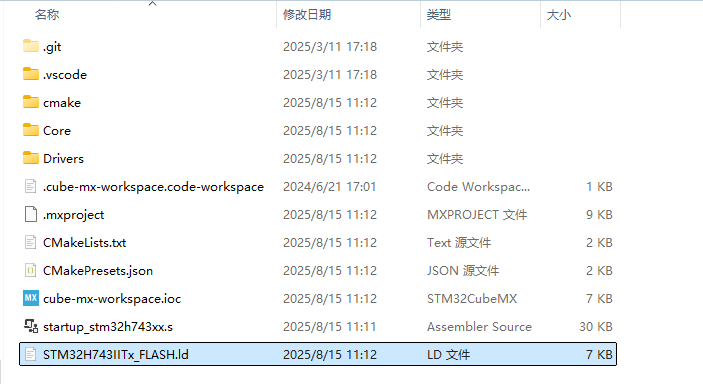 名称 修改日期 类型 大小
.git 2025/3/11 17:18 文件夹
.vscode 2025/3/11 17:18 文件夹
cmake 2025/8/15 11:12 文件夹
Core 2025/8/15 11:12 文件夹
Drivers 2025/8/15 11:12 文件夹
.cube-mx-workspace.code-workspace 2024/6/21 17:01 Code Workspac... 1 KB
.mxproject 2025/8/15 11:12 MXPROJECT 文件 9 KB
CMakeLists.txt 2025/8/15 11:12 Text 源文件 2 KB
CMakePresets.json 2025/8/15 11:12 JSON 源文件 2 KB
MX cube-mx-workspace.ioc 2025/8/15 11:12 STM32CubeMX 7 KB
startup_stm32h743xx.s 2025/8/15 11:11 Assembler Source 30 KB
STM32H743IITx_FLASH.ld 2025/8/15 11:12 LD 文件 7 KB